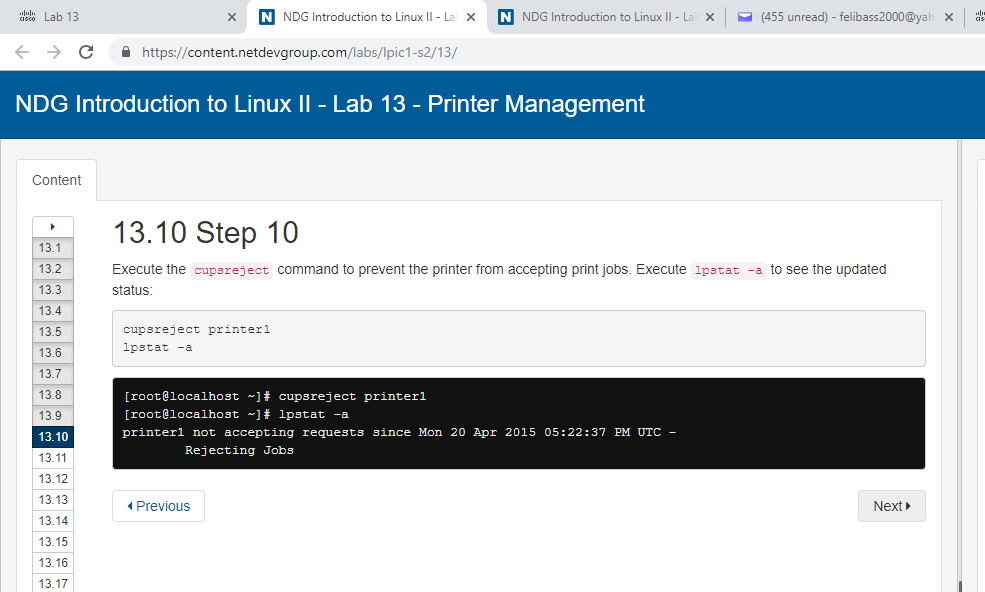 Lab 13
NDG Introduction to Linux II - La
NDG Introduction to Linux II - La
(455 unread) - felibass2000@yah
https://content.netdevgroup.com/labs/lpic1-s2/13/
NDG Introduction to Linux II - Lab 13 - Printer Management
Content
13.1
13.2
13.3
13.4
13.5
13.6
13.7
13.8
13.9
13.10
13.11
13.12
13.13
13.14
13.15
13.16
13.17
13.10 Step 10
Execute the cupsreject command to prevent the printer from accepting print jobs. Execute lpstat -a to see the updated
status:
cupsreject printer1
lpstat -a
[root@localhost ~]# cupsreject printer1
[root@localhost ~]# lpstat -a
printer1 not accepting requests since Mon 20 Apr 2015 05:22:37 PM UTC -
Rejecting Jobs
Previous
Next